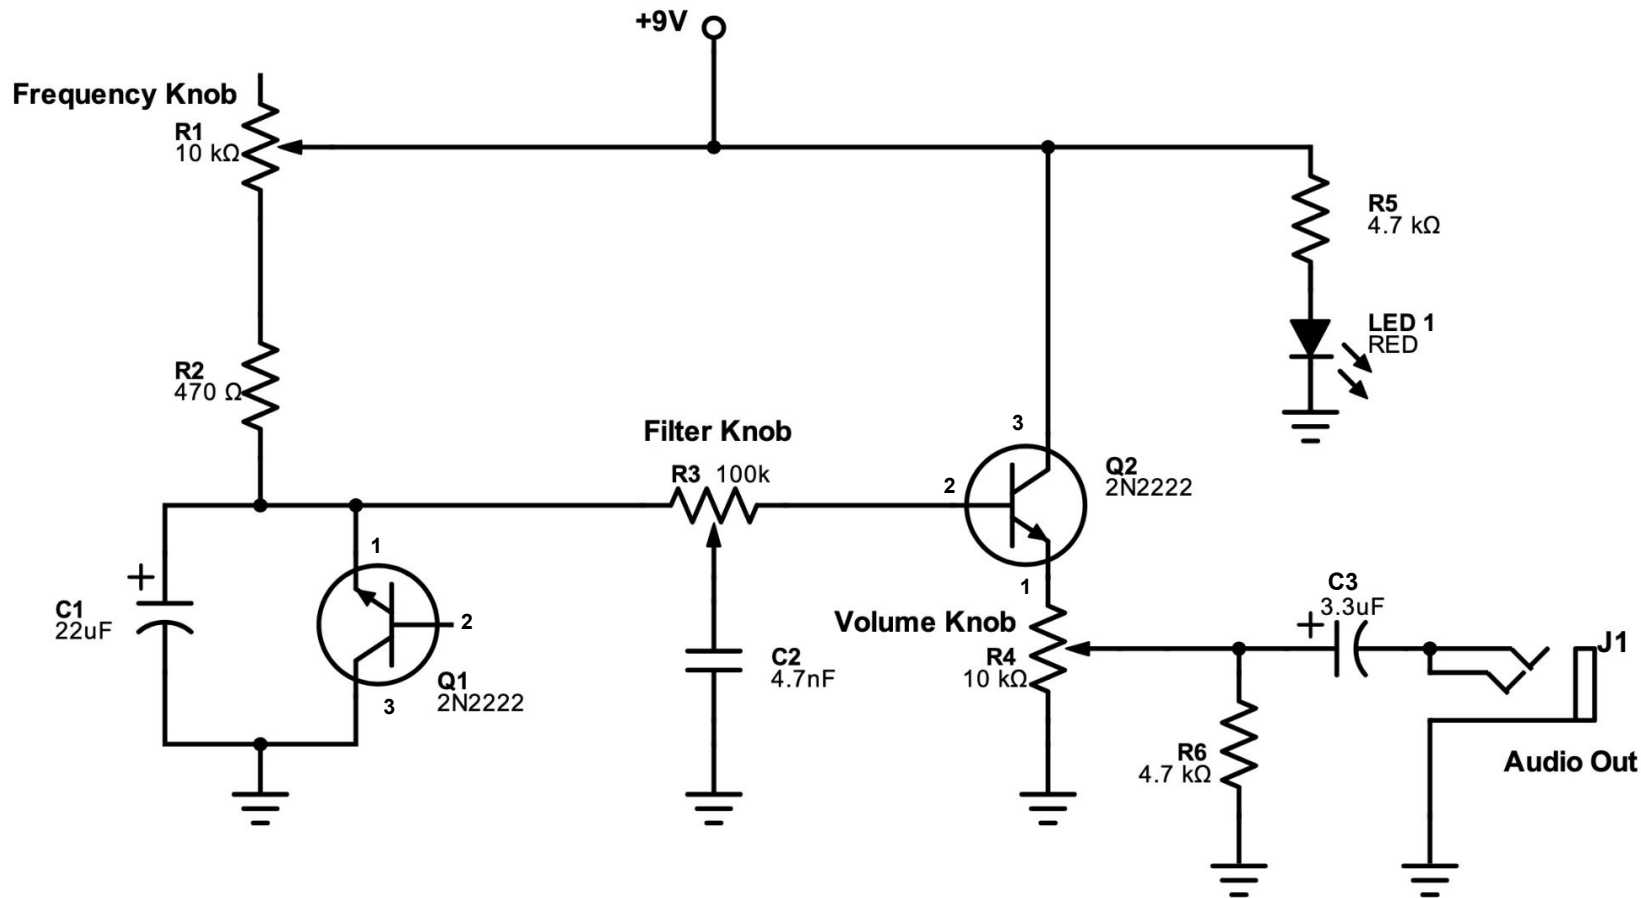 +9V
Frequency Knob
R1
10 kΩ
R5
4.7 kΩ
LED 1
RED
R2
470 Ω
Filter Knob
R3 100k
3
2
Q2
2N2222
1
1
+
C1
22uF
2
Q1
2N2222
3
C2
4.7nF
Volume Knob
R4
10 kΩ
C3
3.3uF
+
J1
R6
4.7 kΩ
Audio Out